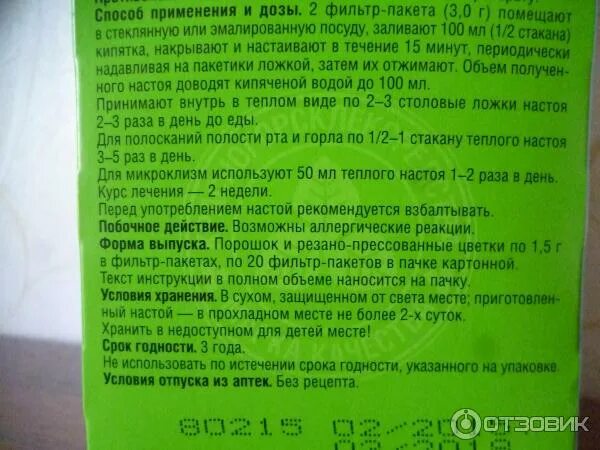 Способ применения и дозы. 2 фильтр-пакета (3,0 г) помещают
в стеклянную или эмалированную посуду, заливают 100 мл (1/2 стакана)
кипятка, накрывают и настаивают в течение 15 минут, периодически
надавливая на пакетики ложкой, затем их отжимают. Объем получен-
ного настоя доводят кипяченой водой до 100 мл.
Принимают внутрь в теплом виде по 2–3 столовые ложки настоя
2–3 раза в день до еды.
Для полосканий полости рта и горла по 1/2–1 стакану теплого настоя
3–5 раз в день.
Для микроклизм используют 50 мл теплого настоя 1–2 раза в день.
Курс лечения — 2 недели.
Перед употреблением настой рекомендуется взбалтывать.
Побочное действие. Возможны аллергические реакции.
Форма выпуска. Порошок и резано-прессованные цветки по 1,5 г
в фильтр-пакетах, по 20 фильтр-пакетов в пачке картонной.
Текст инструкции в полном объеме наносится на пачку.
Условия хранения. В сухом, защищенном от света месте; приготовлен-
ный настой — в прохладном месте не более 2-х суток.
Хранить в недоступном для детей месте!
Срок годности. 3 года.
Не использовать по истечении срока годности, указанного на упаковке.
Условия отпуска из аптек. Без рецепта.
80215 02/20
ОТЗОВИК